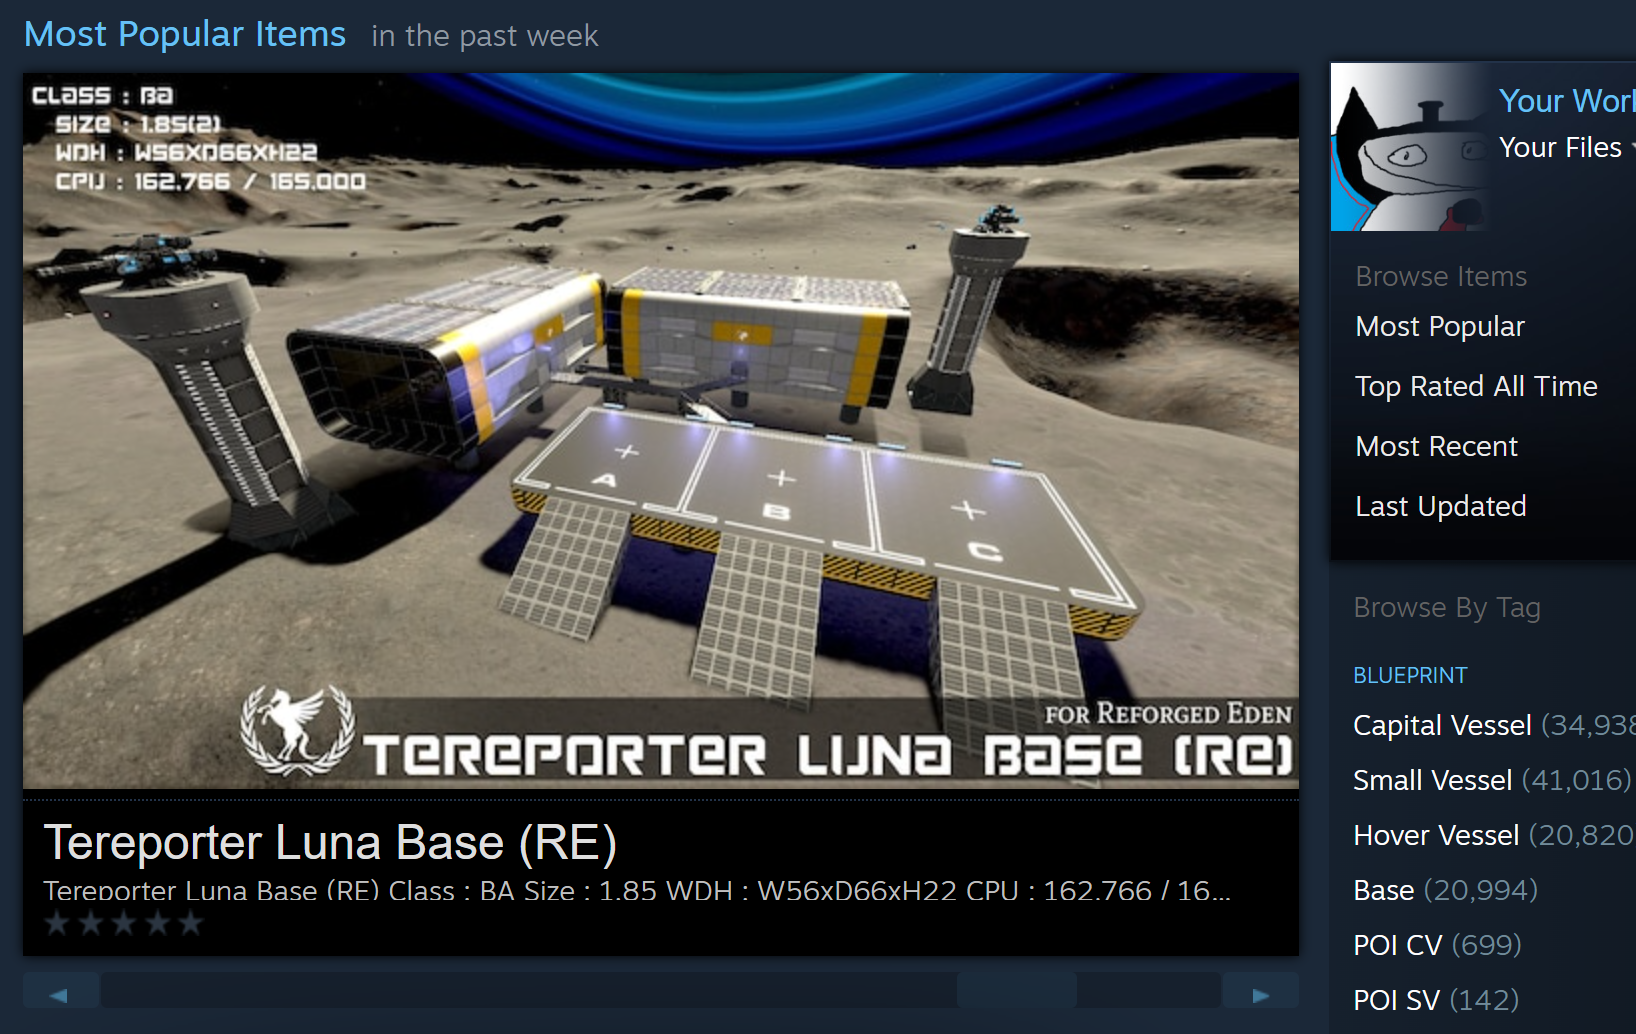 Most Popular Items in the past week
CLASS : BA
SIZE : 1.85(2)
WDH : W56XD66XH22
CPU : 162.766 / 165.000
A
B
C
FOR REFORGED EDEN
TEREPORTER LUNA BASE (RE)
Tereporter Luna Base (RE)
Tereporter Luna Base (RE) Class : BA Size : 1.85 WDH : W56xD66xH22 CPU : 162.766 / 16...
Your Worl
Your Files
Browse Items
Most Popular
Top Rated All Time
Most Recent
Last Updated
Browse By Tag
BLUEPRINT
Capital Vessel (34,938
Small Vessel (41,016)
Hover Vessel (20,820
Base (20,994)
POI CV (699)
POI SV (142)